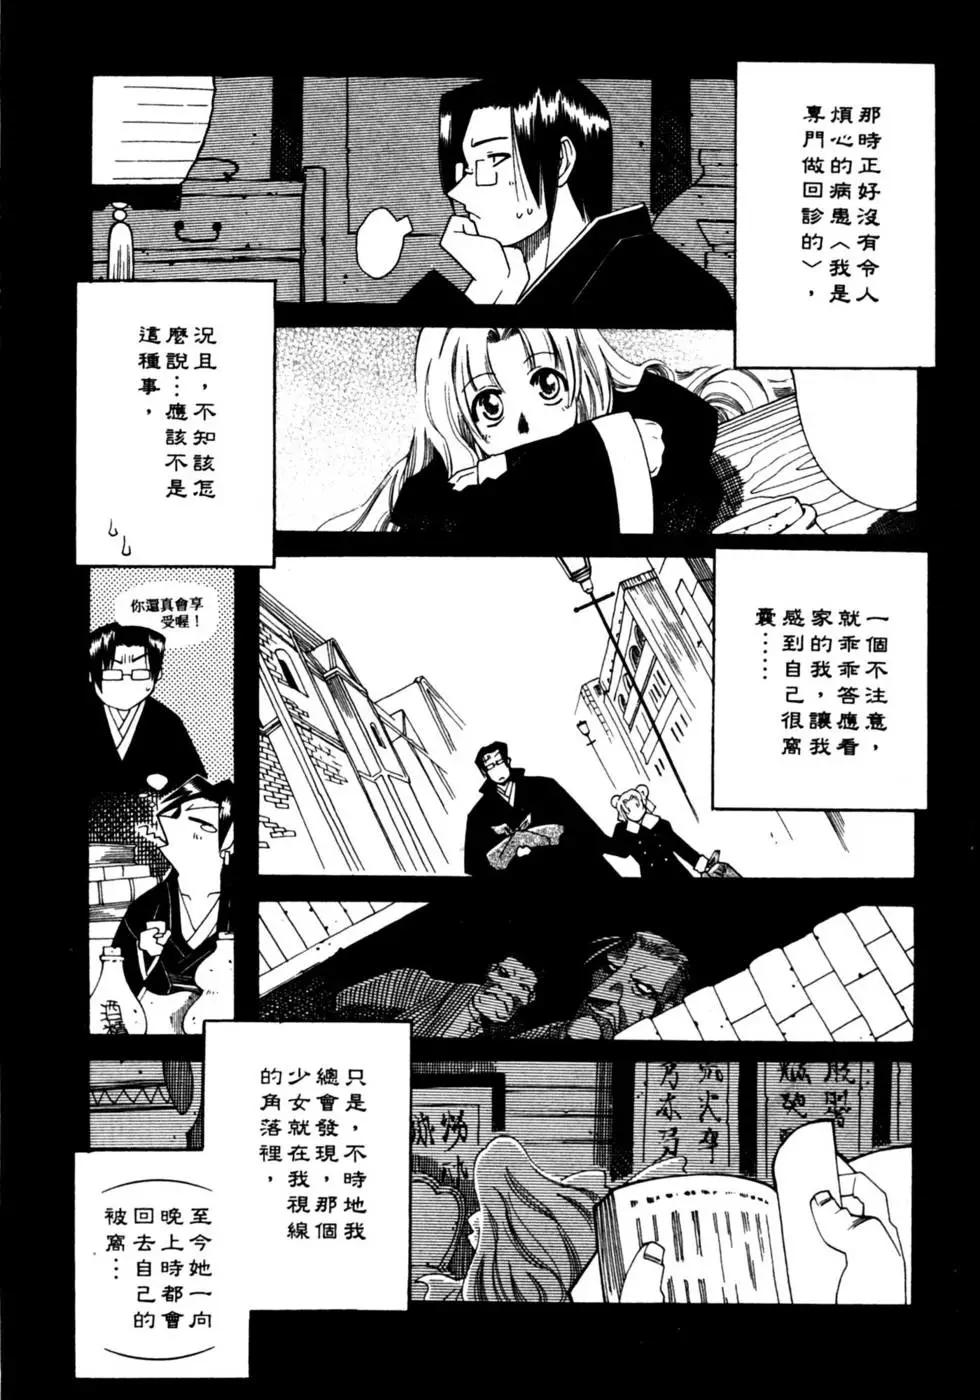 那時正好沒有令人
煩心的病患〈我是
專門做回診的〉，
況且，不知該怎
麼說…應該不是
這種事，
一個不注意，
就乖乖答應看
家的我，讓我
感到自己很窩
囊……
你還真會享
受喔！
只是，不時地我
總會發現，那個
少女就在我視線
的角落裡，
至今她一向
晚上時都會
回去自己的
被窩…